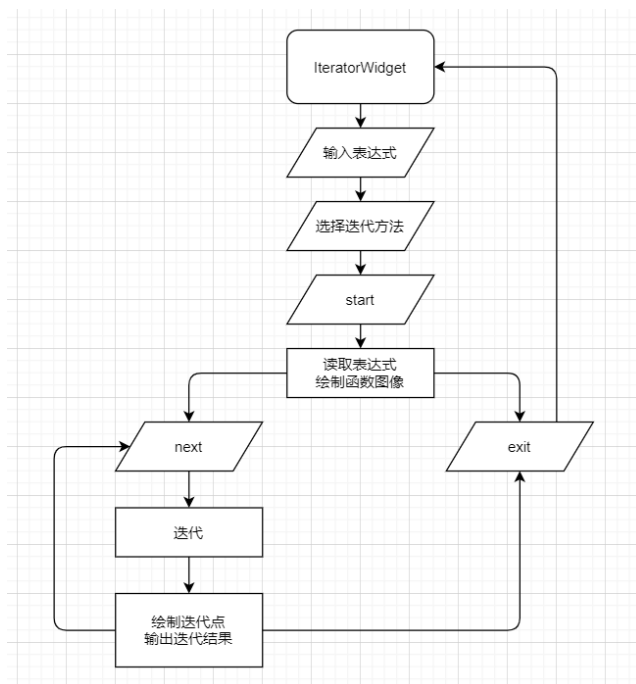 IteratorWidget
输入表达式
选择迭代方法
start
读取表达式
绘制函数图像
next
exit
迭代
绘制迭代点
输出迭代结果